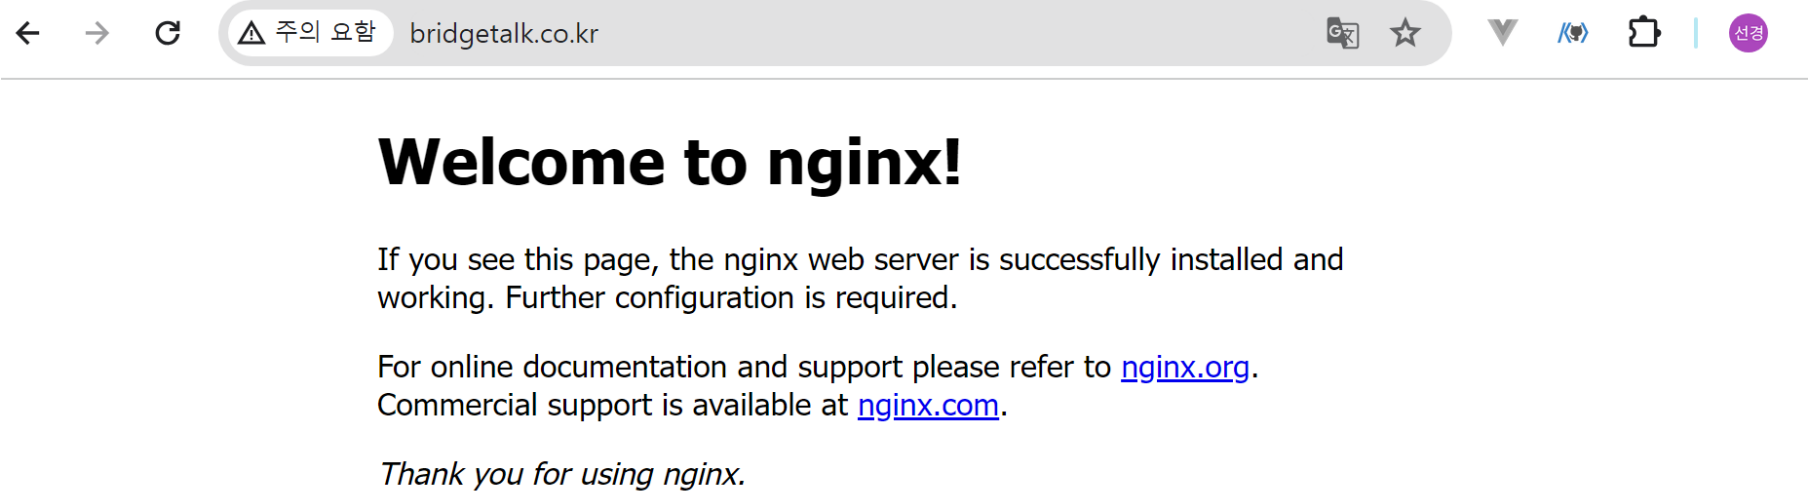 주의 요함 bridgetalk.co.kr 선경
Welcome to nginx!
If you see this page, the nginx web server is successfully installed and
working. Further configuration is required.
For online documentation and support please refer to nginx.org.
Commercial support is available at nginx.com.
Thank you for using nginx.